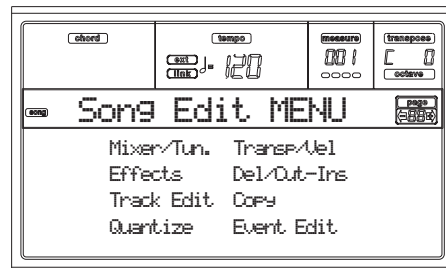 chord tempo measure transpose
ext link ♩= 120 001 C 0
octave
song Song Edit MENU page
Mixer/Tun. Transp/Vel
Effects Del/Cut-Ins
Track Edit Copy
Quantize Event Edit